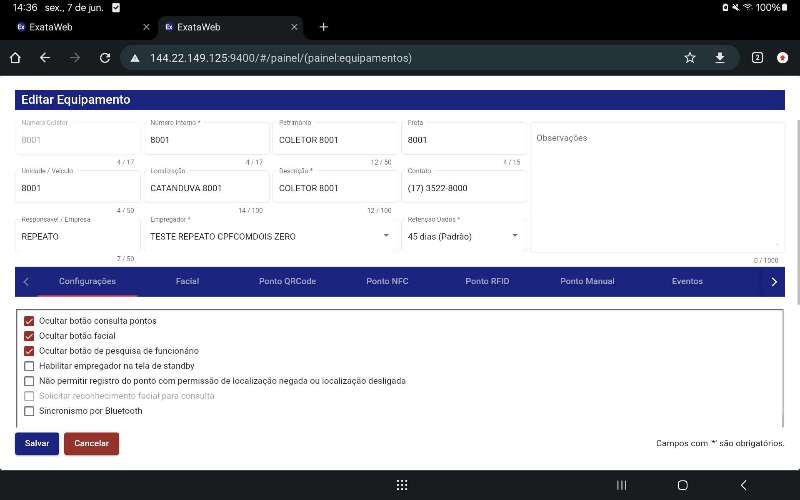 14:36 sex., 7 de jun. 100%
ExataWeb ExataWeb
144.22.149.125:9400/#/painel/(painel:equipamentos) 2
Editar Equipamento
Número Coletor Número Interno * Patrimônio Frota Observações
8001 8001 COLETOR 8001 8001
4 / 17 4 / 17 12 / 50 4 / 15
Unidade / Veículo Localização Descrição * Contato
8001 CATANDUVA 8001 COLETOR 8001 (17) 3522-8000
4 / 50 14 / 100 12 / 100
Responsável / Empresa Empregador * Retenção Dados *
REPEATO TESTE REPEATO CPFCOMDOIS ZERO 45 dias (Padrão)
7 / 50 0 / 1000
Configurações Facial Ponto QRCode Ponto NFC Ponto RFID Ponto Manual Eventos
Ocultar botão consulta pontos
Ocultar botão facial
Ocultar botão de pesquisa de funcionário
Habilitar empregador na tela de standby
Não permitir registro do ponto com permissão de localização negada ou localização desligada
Solicitar reconhecimento facial para consulta
Sincronismo por Bluetooth
Salvar Cancelar Campos com '*' são obrigatórios.